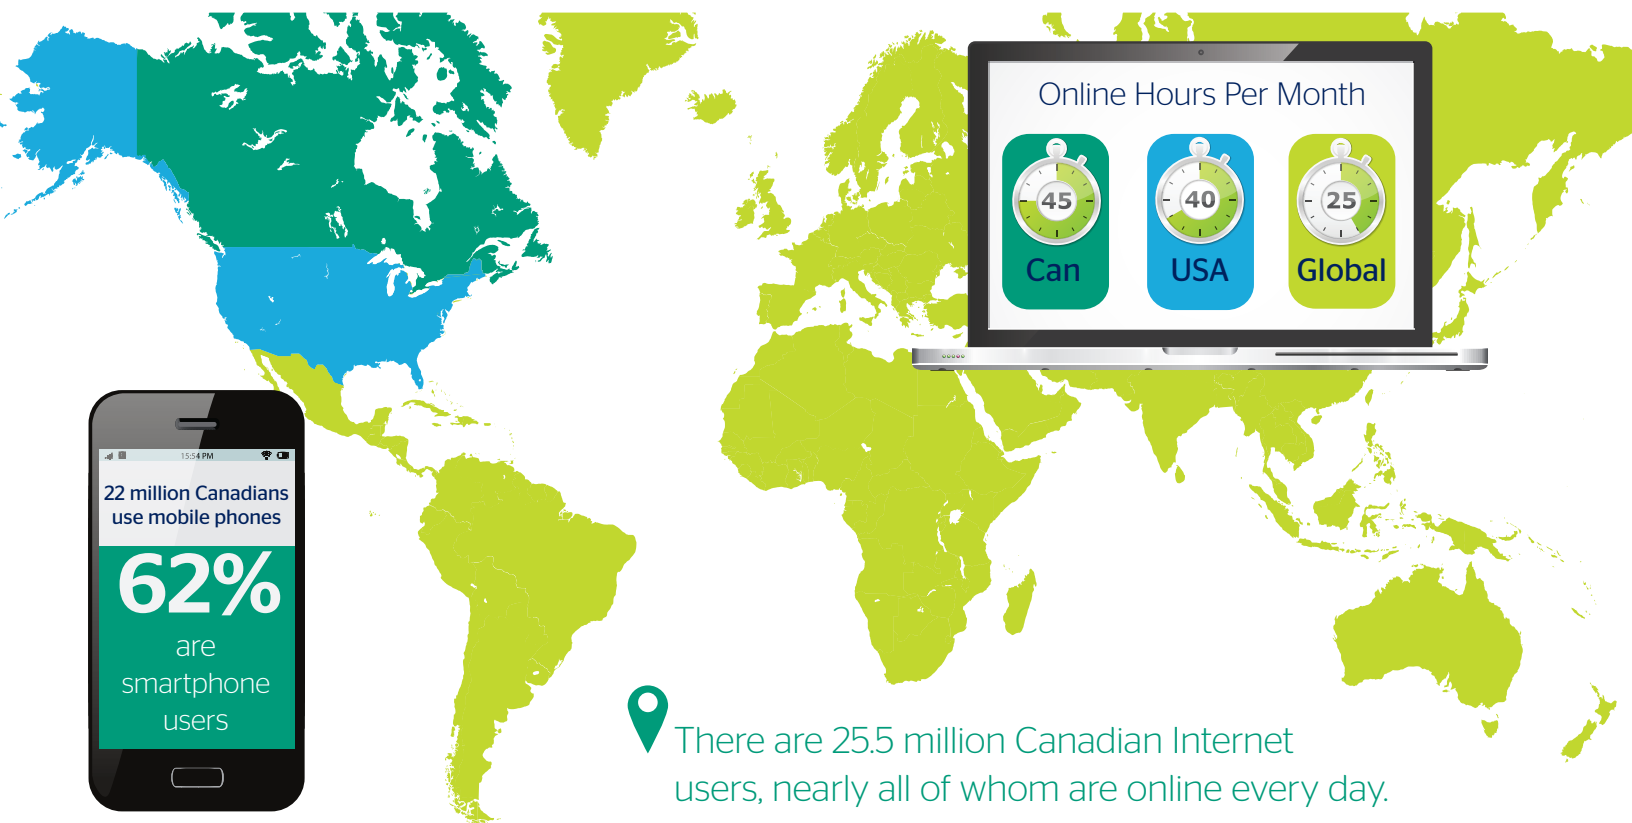 Online Hours Per Month
45
40
25
Can
USA
Global
15:54 PM
22 million Canadians
use mobile phones
62%
are
smartphone
users
There are 25.5 million Canadian Internet
users, nearly all of whom are online every day.